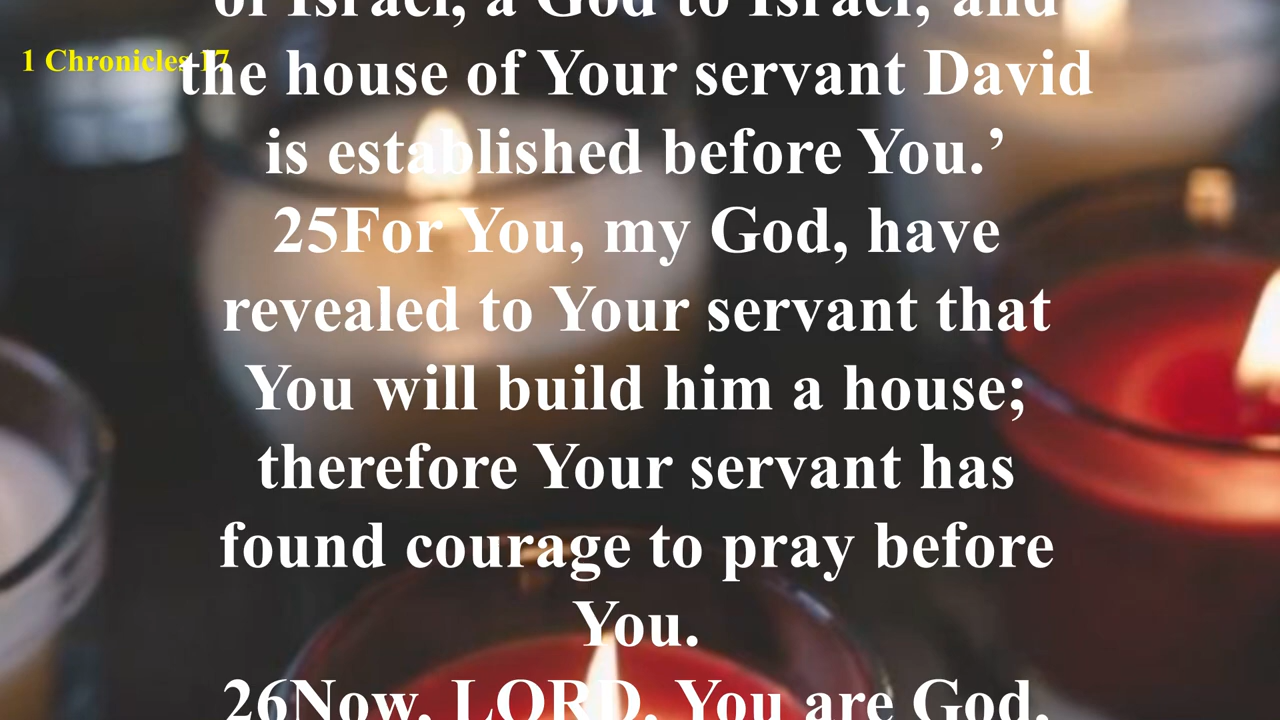 of Israel, a God to Israel, and
1 Chronicles 17
the house of Your servant David
is established before You.’
25For You, my God, have
revealed to Your servant that
You will build him a house;
therefore Your servant has
found courage to pray before
You.
26Now, LORD, You are God,